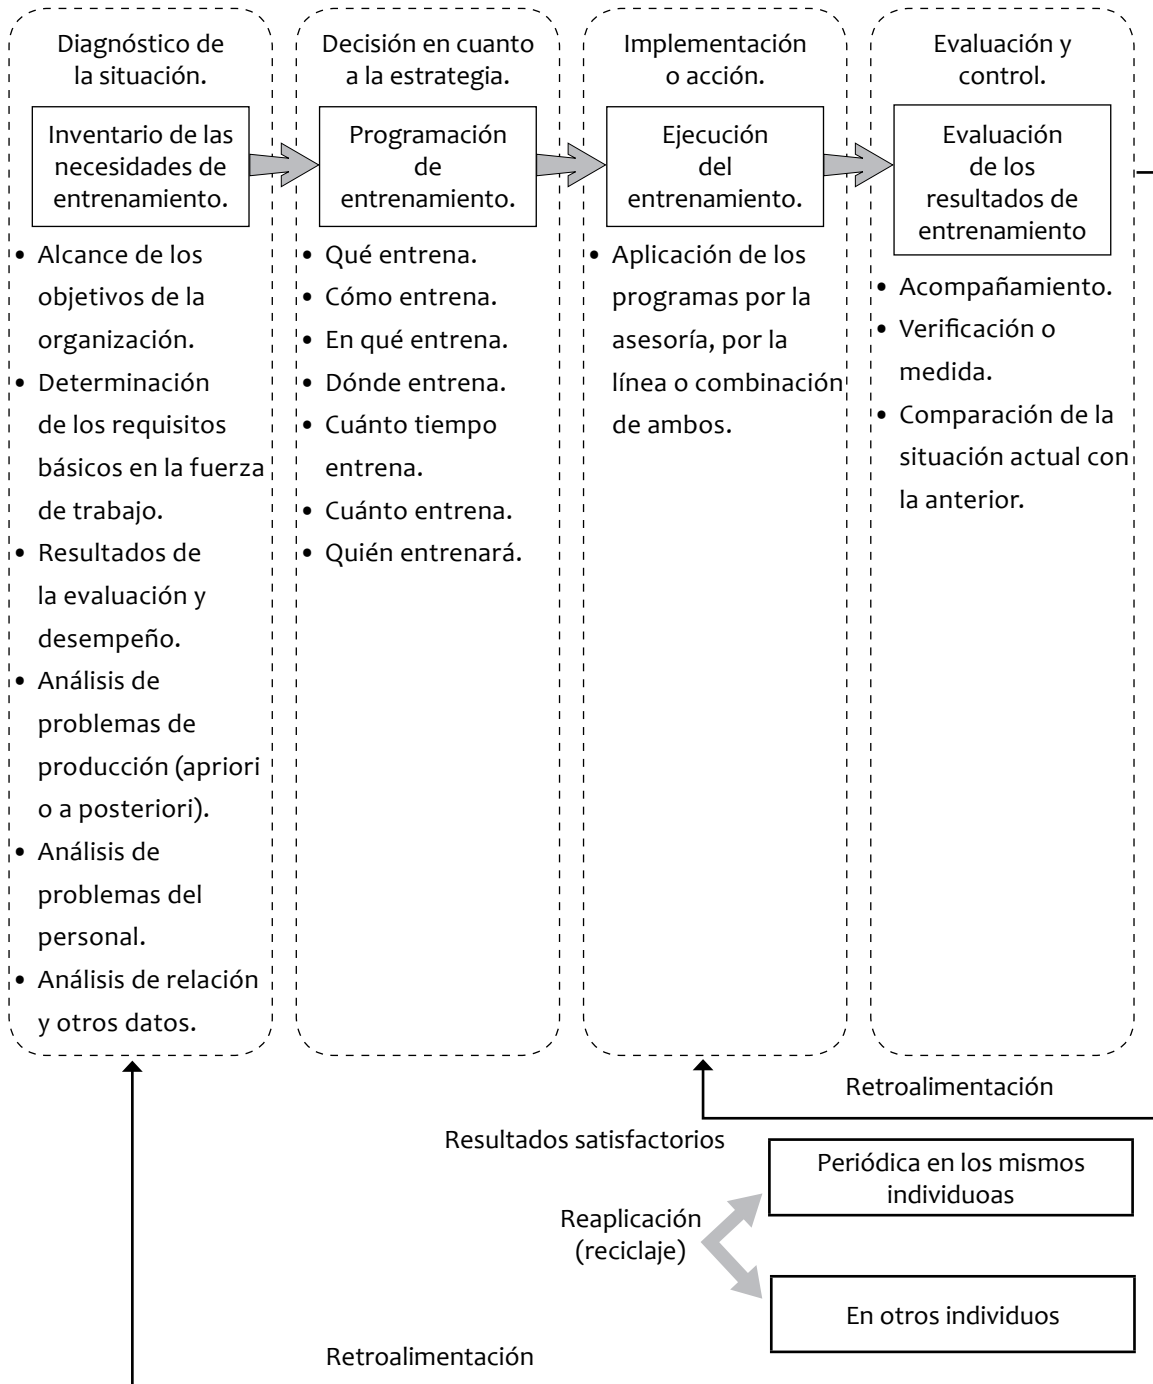 Diagnóstico de
la situación.
Inventario de las
necesidades de
entrenamiento.
• Alcance de los
objetivos de la
organización.
• Determinación
de los requisitos
básicos en la fuerza
de trabajo.
• Resultados de
la evaluación y
desempeño.
• Análisis de
problemas de
producción (apriori
o a posteriori).
• Análisis de
problemas del
personal.
• Análisis de relación
y otros datos.
Decisión en cuanto
a la estrategia.
Programación
de
entrenamiento.
• Qué entrena.
• Cómo entrena.
• En qué entrena.
• Dónde entrena.
• Cuánto tiempo
entrena.
• Cuánto entrena.
• Quién entrenará.
Implementación
o acción.
Ejecución
del
entrenamiento.
• Aplicación de los
programas por la
asesoría, por la
línea o combinación
de ambos.
Evaluación y
control.
Evaluación
de los
resultados de
entrenamiento
• Acompañamiento.
• Verificación o
medida.
• Comparación de la
situación actual con
la anterior.
Retroalimentación
Resultados satisfactorios
Periódica en los mismos
individuoas
Reaplicación
(reciclaje)
En otros individuos
Retroalimentación